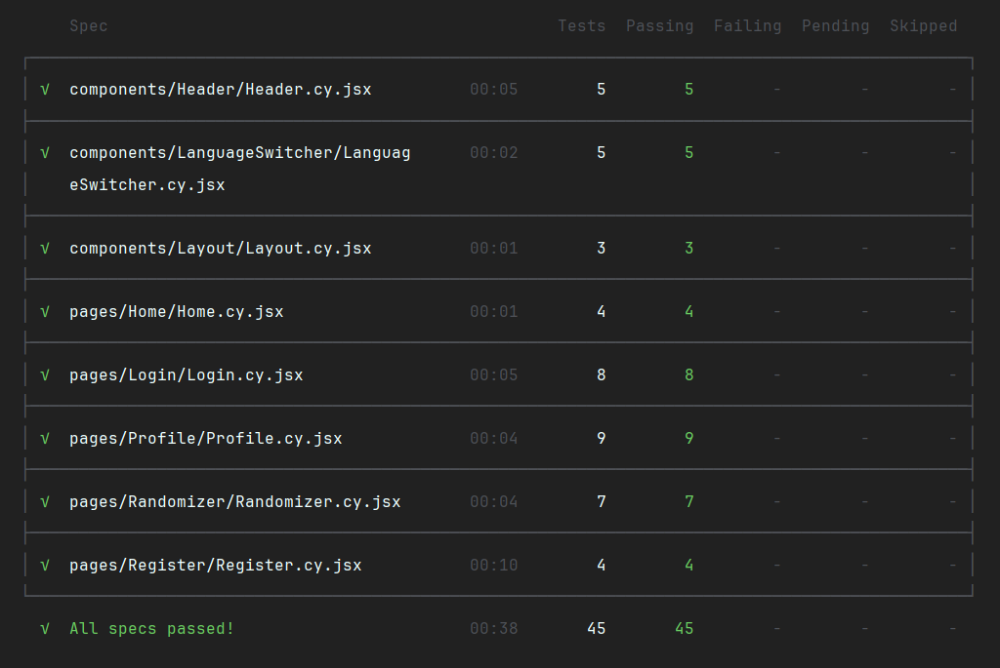 Spec Tests Passing Failing Pending Skipped
√ components/Header/Header.cy.jsx 00:05 5 5 - - -
√ components/LanguageSwitcher/Languag 00:02 5 5 - - -
eSwitcher.cy.jsx
√ components/Layout/Layout.cy.jsx 00:01 3 3 - - -
√ pages/Home/Home.cy.jsx 00:01 4 4 - - -
√ pages/Login/Login.cy.jsx 00:05 8 8 - - -
√ pages/Profile/Profile.cy.jsx 00:04 9 9 - - -
√ pages/Randomizer/Randomizer.cy.jsx 00:04 7 7 - - -
√ pages/Register/Register.cy.jsx 00:10 4 4 - - -
√ All specs passed! 00:38 45 45 - - -